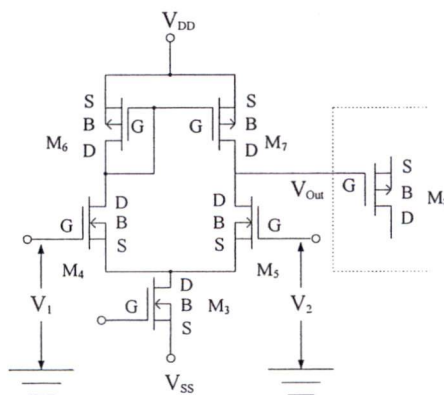 V_DD
S S
B B
G G
M_6 D D M_7
S
G B
V_Out D M
D D
G B B G
S S
M_4 M_5
D
V_1 G B M_3 V_2
S
V_SS